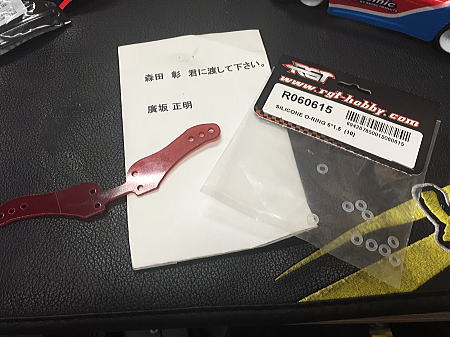 森田 彰 君に渡して下さい。
廣坂 正明
RGT
www.rgt-hobby.com
R060615
SILICONE O-RING 5*1.5 (10)